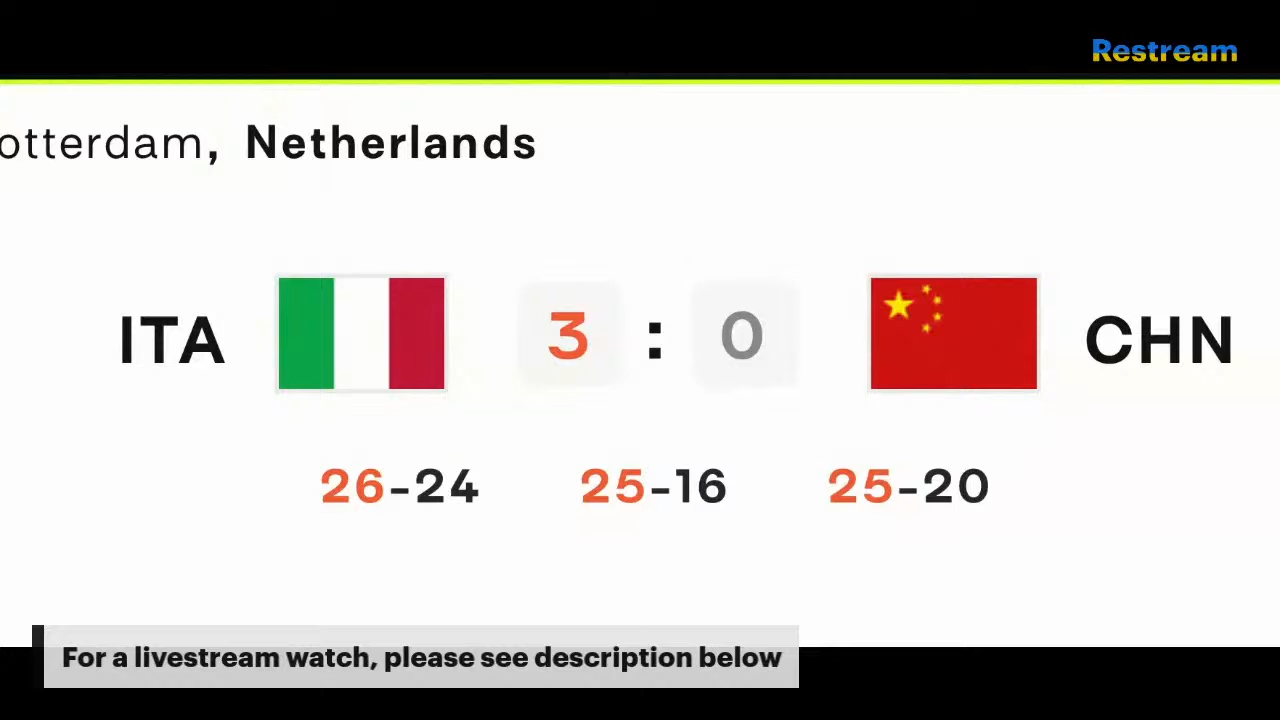 Restream
otterdam, Netherlands
ITA 3 : 0 CHN
26-24 25-16 25-20
For a livestream watch, please see description below